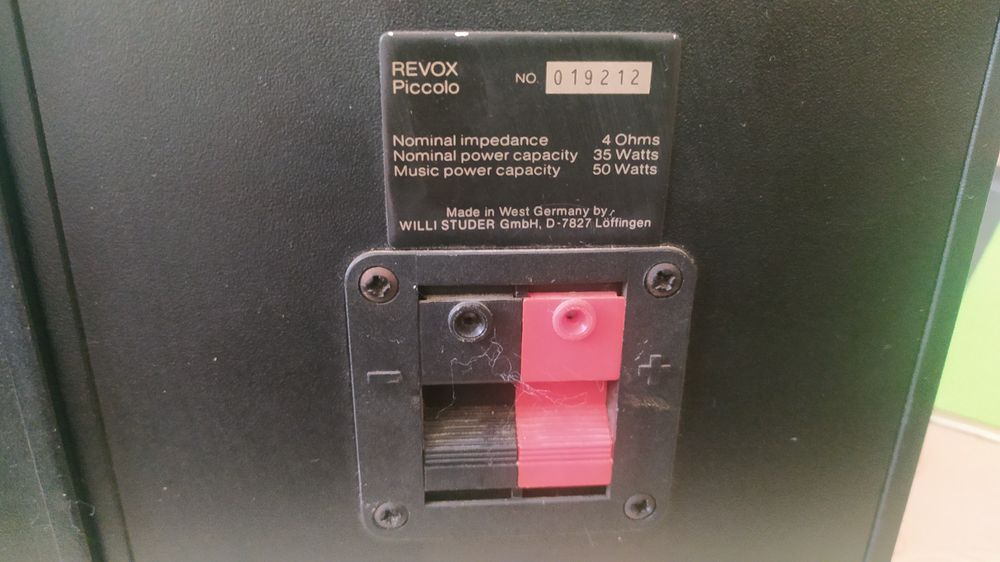 REVOX
Piccolo
NO. 019212
Nominal impedance 4 Ohms
Nominal power capacity 35 Watts
Music power capacity 50 Watts
Made in West Germany by
WILLI STUDER GmbH, D-7827 Löffingen
- +